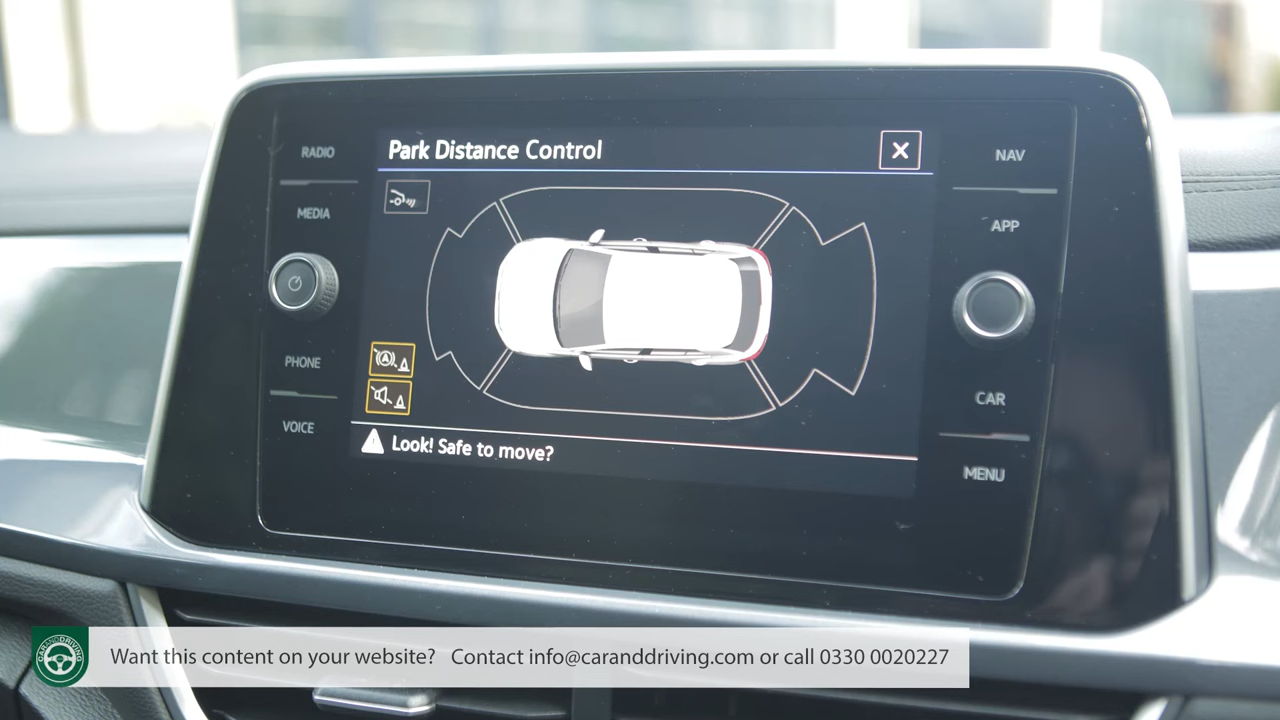 Park Distance Control
RADIO
MEDIA
PHONE
VOICE
NAV
APP
CAR
MENU
Look! Safe to move?
CARANDDRIVING
Want this content on your website? Contact info@caranddriving.com or call 0330 0020227